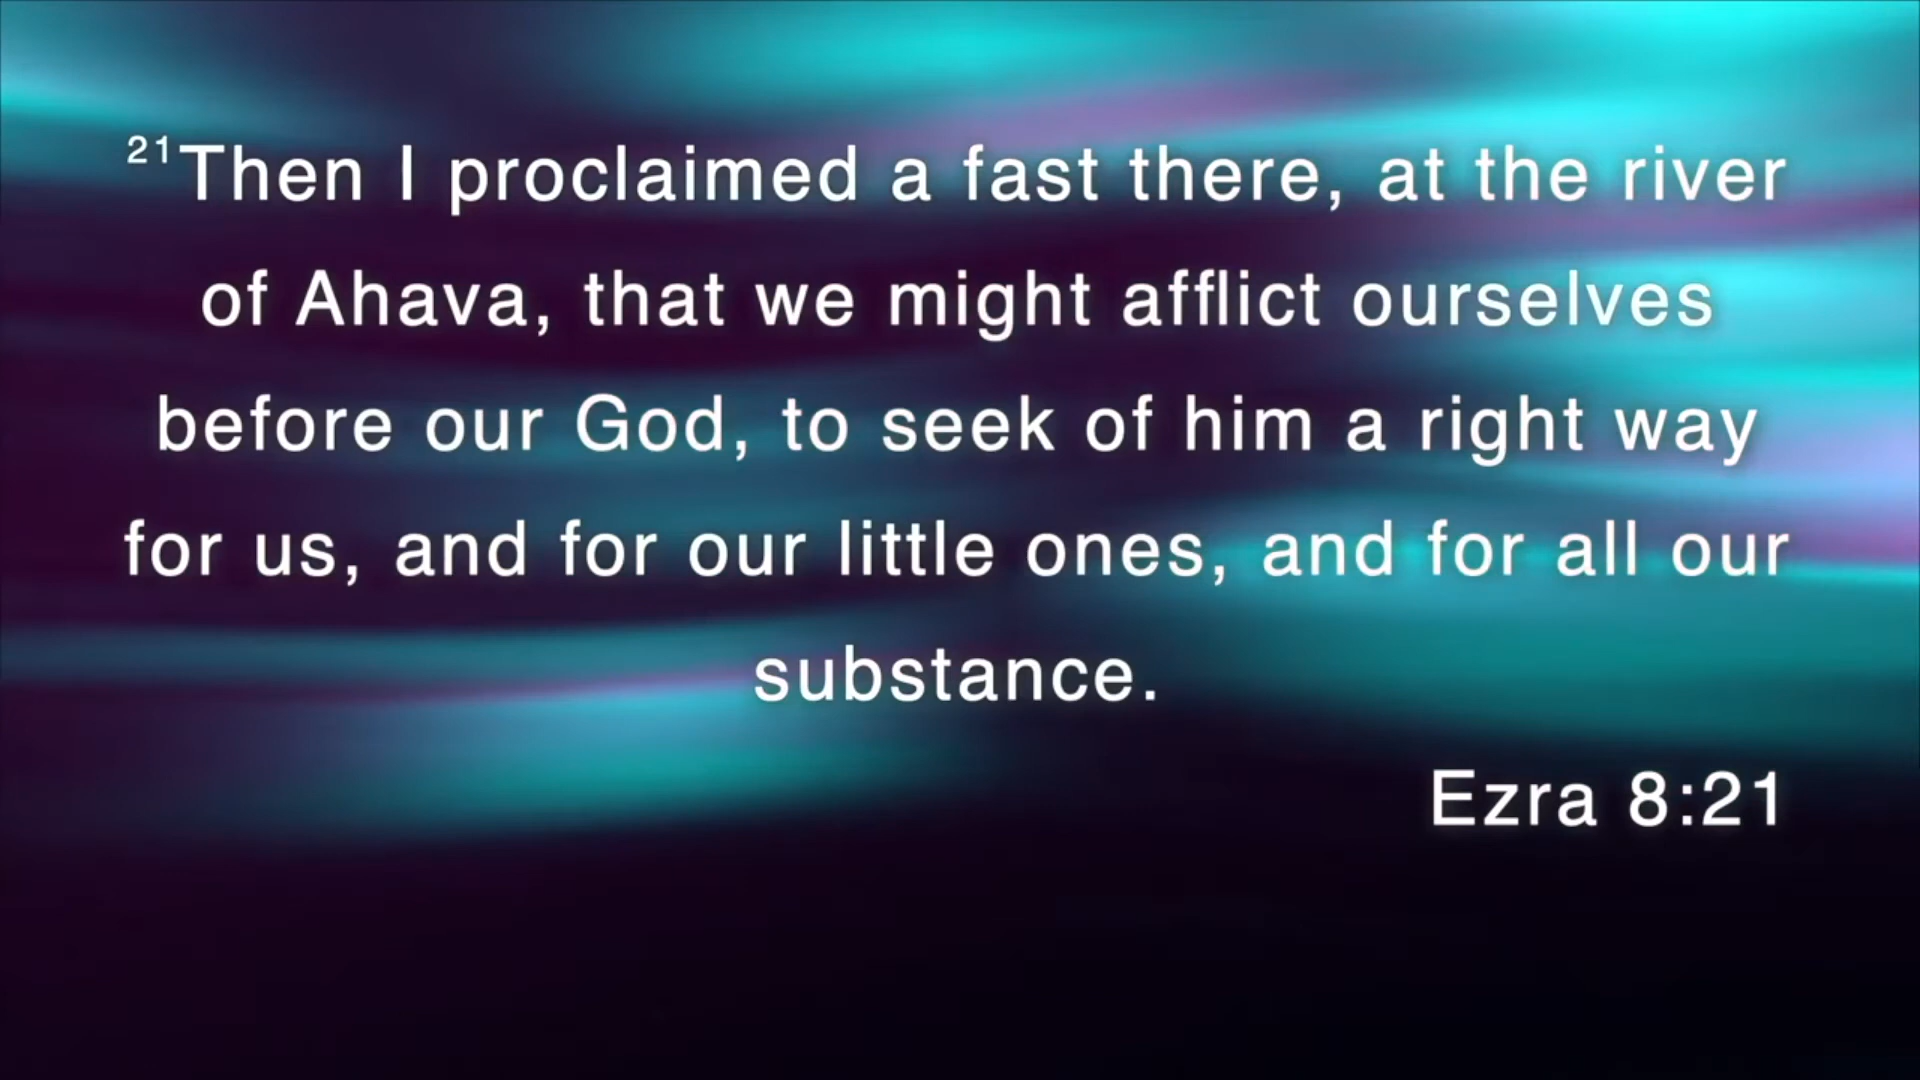 21Then I proclaimed a fast there, at the river
of Ahava, that we might afflict ourselves
before our God, to seek of him a right way
for us, and for our little ones, and for all our
substance.
Ezra 8:21